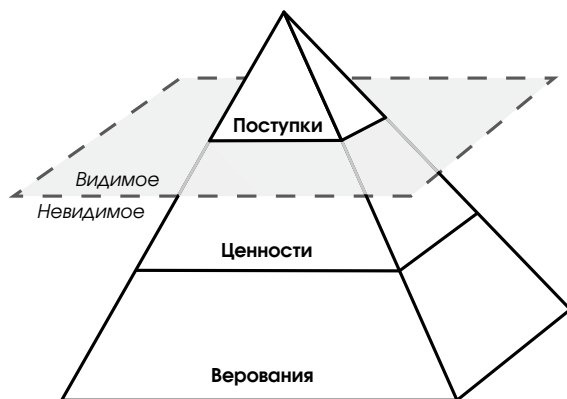 Поступки
Видимое
Невидимое
Ценности
Верования